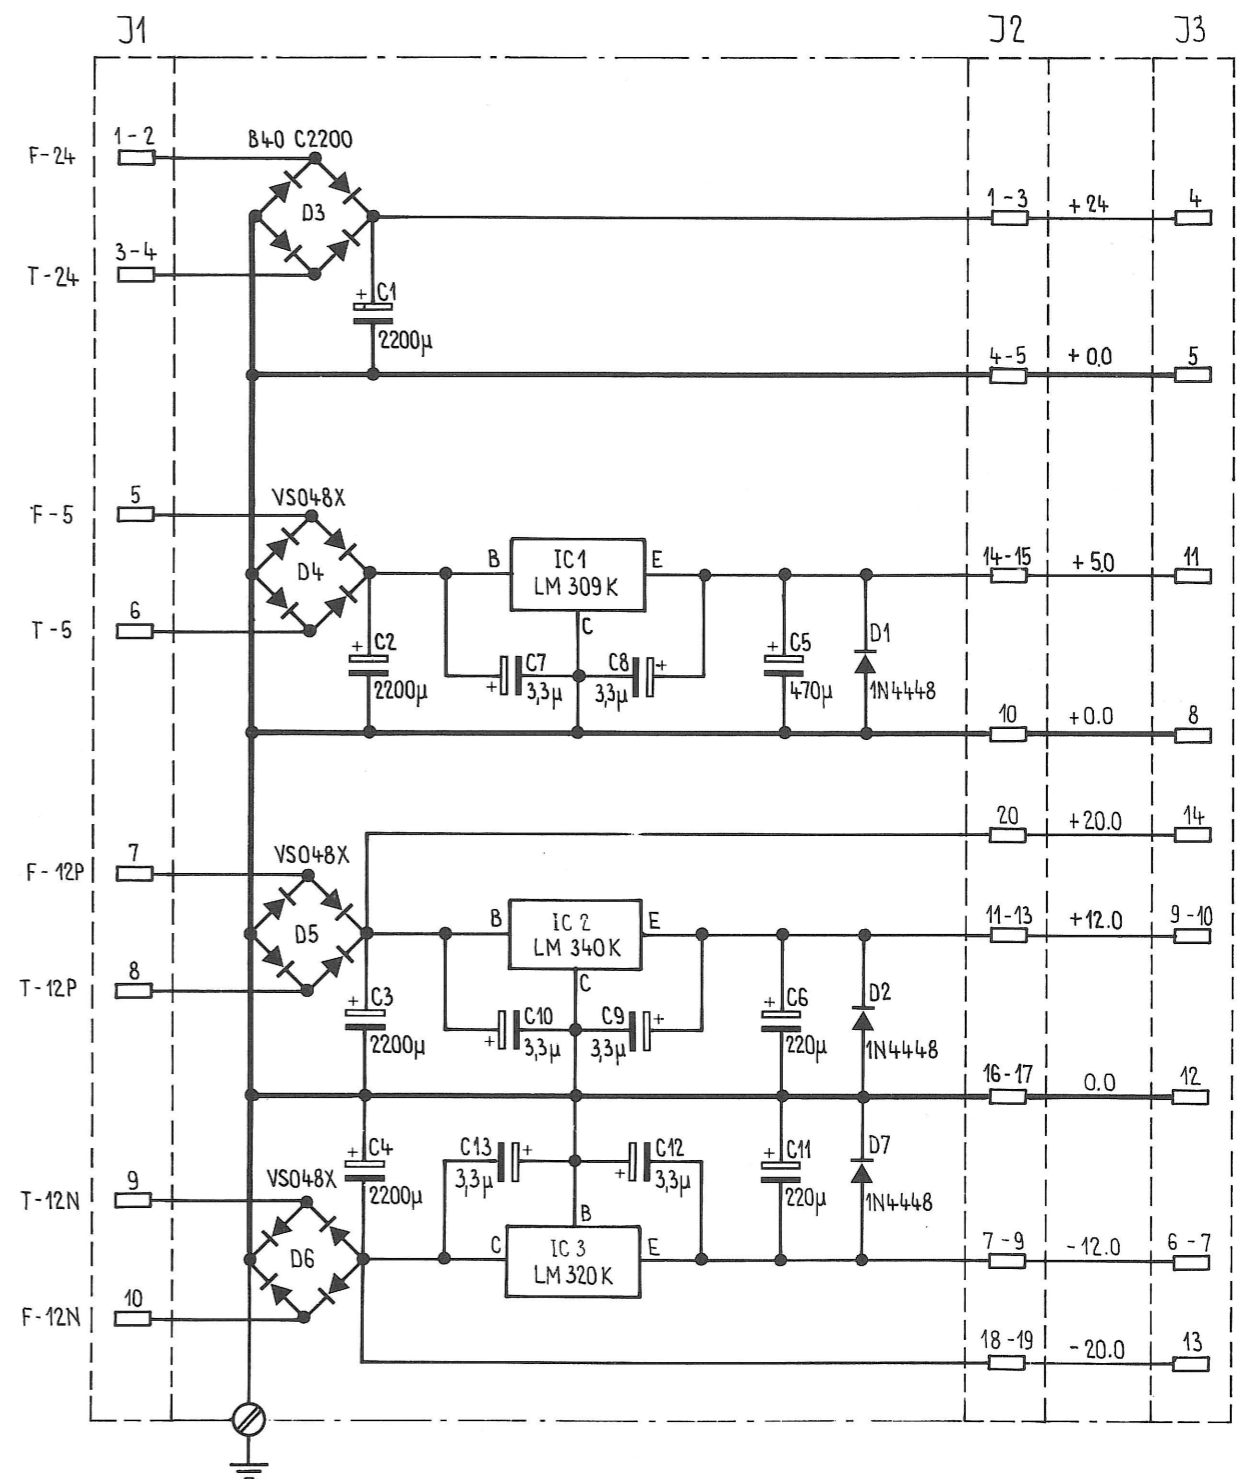 J1
J2
J3
1-2
B40 C2200
F-24
D3
1-3
+24
4
3-4
T-24
+ C1
2200µ
4-5
+0.0
5
5
VS048X
F-5
D4
B
IC1
LM 309K
E
C
14-15
+5.0
11
6
T-5
+ C2
2200µ
C7
+
3,3µ
C8
+
3,3µ
+ C5
470µ
D1
1N4448
10
+0.0
8
20
+20.0
14
7
VS048X
F-12P
D5
B
IC 2
LM 340K
E
C
11-13
+12.0
9-10
8
T-12P
+ C3
2200µ
C10
+
3,3µ
C9
+
3,3µ
+ C6
220µ
D2
1N4448
16-17
0.0
12
+ C4
2200µ
C13
+
3,3µ
C12
+
3,3µ
+ C11
220µ
D7
1N4448
9
VS048X
T-12N
D6
B
C
IC 3
LM 320K
E
7-9
-12.0
6-7
10
F-12N
18-19
-20.0
13